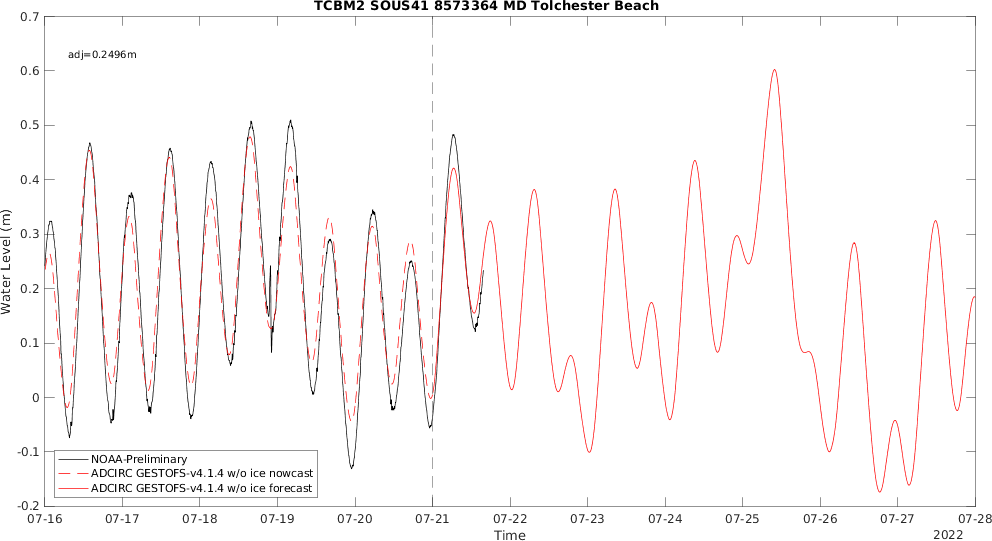 TCBM2 SOUS41 8573364 MD Tolchester Beach
adj=0.2496m
0.7
0.6
0.5
0.4
0.3
0.2
0.1
0
-0.1
-0.2
Water Level (m)
NOAA-Preliminary
ADCIRC GESTOFS-v4.1.4 w/o ice nowcast
ADCIRC GESTOFS-v4.1.4 w/o ice forecast
07-16 07-17 07-18 07-19 07-20 07-21 07-22 07-23 07-24 07-25 07-26 07-27 07-28
Time
2022